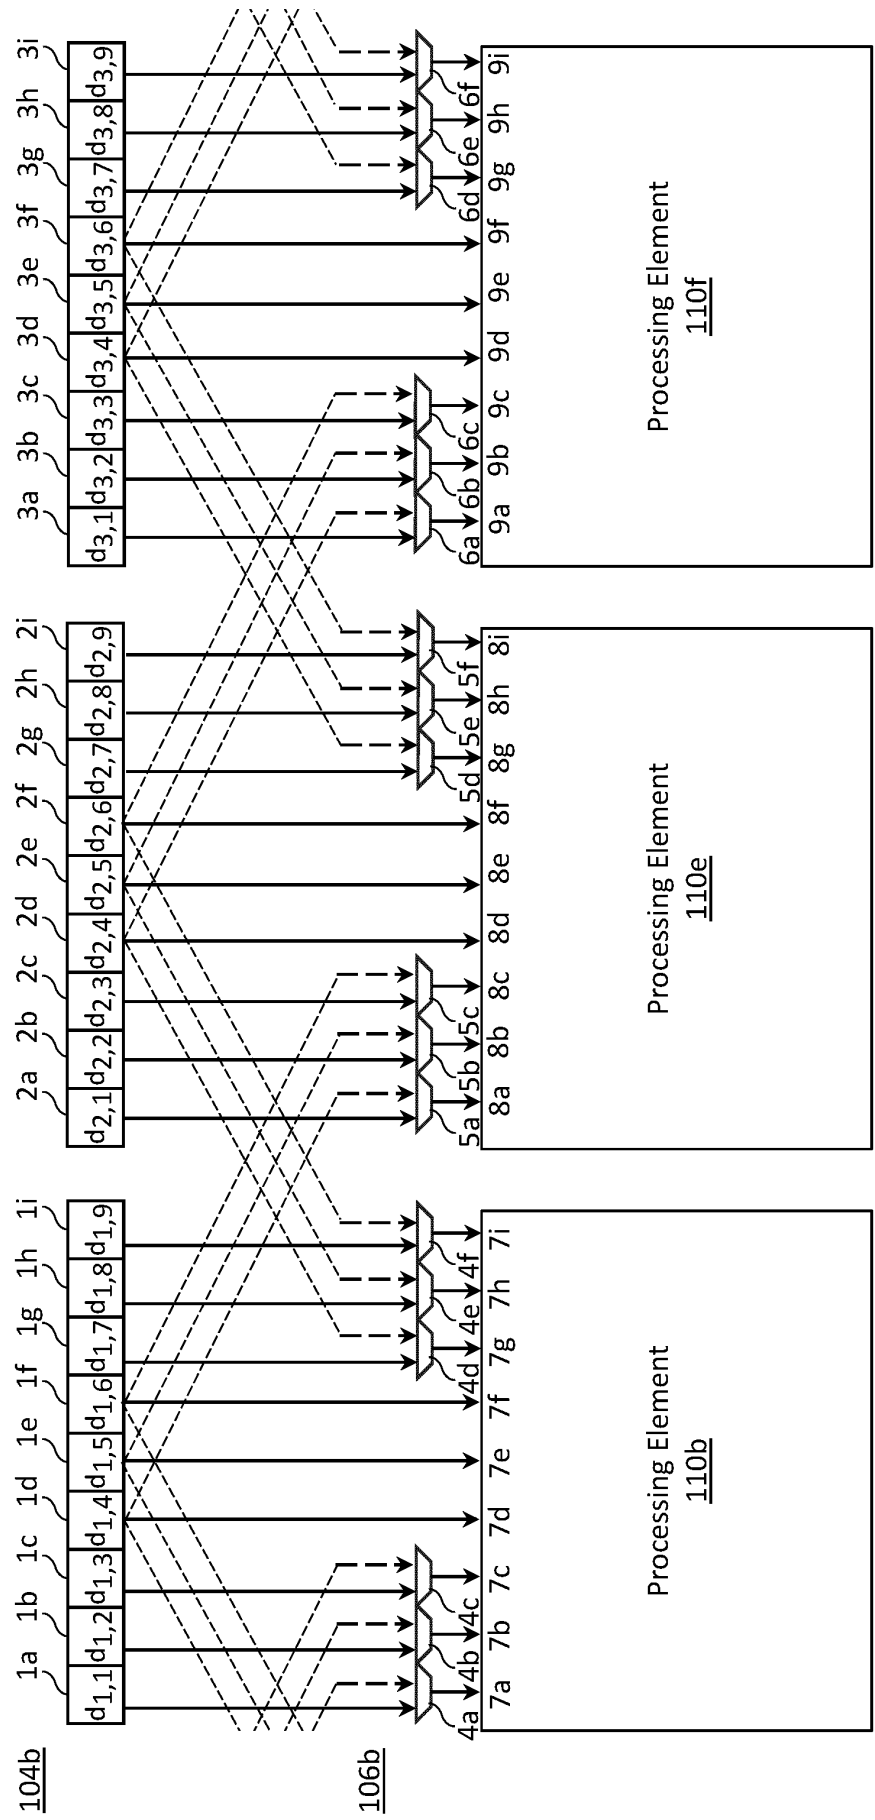 104b
1a 1b 1c 1d 1e 1f 1g 1h 1i 2a 2b 2c 2d 2e 2f 2g 2h 2i 3a 3b 3c 3d 3e 3f 3g 3h 3i
d1,1 d1,2 d1,3 d1,4 d1,5 d1,6 d1,7 d1,8 d1,9 d2,1 d2,2 d2,3 d2,4 d2,5 d2,6 d2,7 d2,8 d2,9 d3,1 d3,2 d3,3 d3,4 d3,5 d3,6 d3,7 d3,8 d3,9
106b
4a 4b 4c 4d 4e 4f 5a 5b 5c 5d 5e 5f 6a 6b 6c 6d 6e 6f
7a 7b 7c 7d 7e 7f 7g 7h 7i 8a 8b 8c 8d 8e 8f 8g 8h 8i 9a 9b 9c 9d 9e 9f 9g 9h 9i
Processing Element Processing Element Processing Element
110b 110e 110f